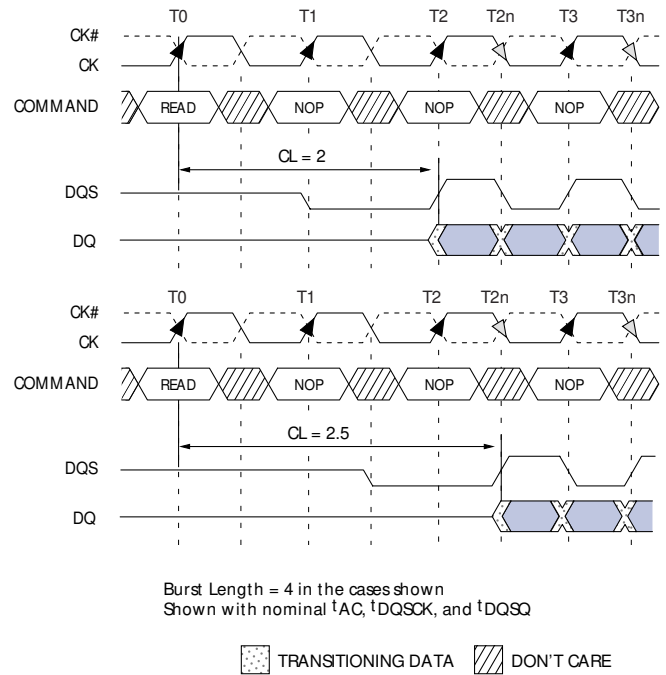 T0 T1 T2 T2n T3 T3n
CK#
CK
COMMAND READ NOP NOP NOP
CL = 2
DQS
DQ
T0 T1 T2 T2n T3 T3n
CK#
CK
COMMAND READ NOP NOP NOP
CL = 2.5
DQS
DQ
Burst Length = 4 in the cases shown
Shown with nominal tAC, tDQSCK, and tDQSQ
TRANSITIONING DATA DON'T CARE